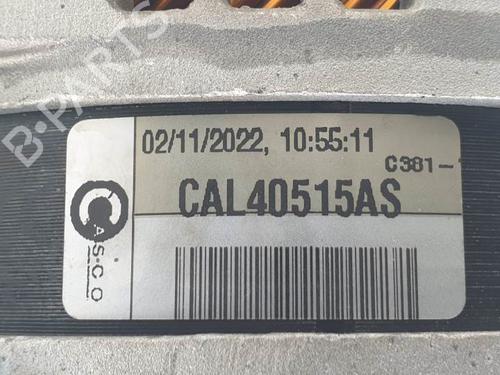 B-PARTS
02/11/2022, 10:55:11
C381-
CAL40515AS
CASCO